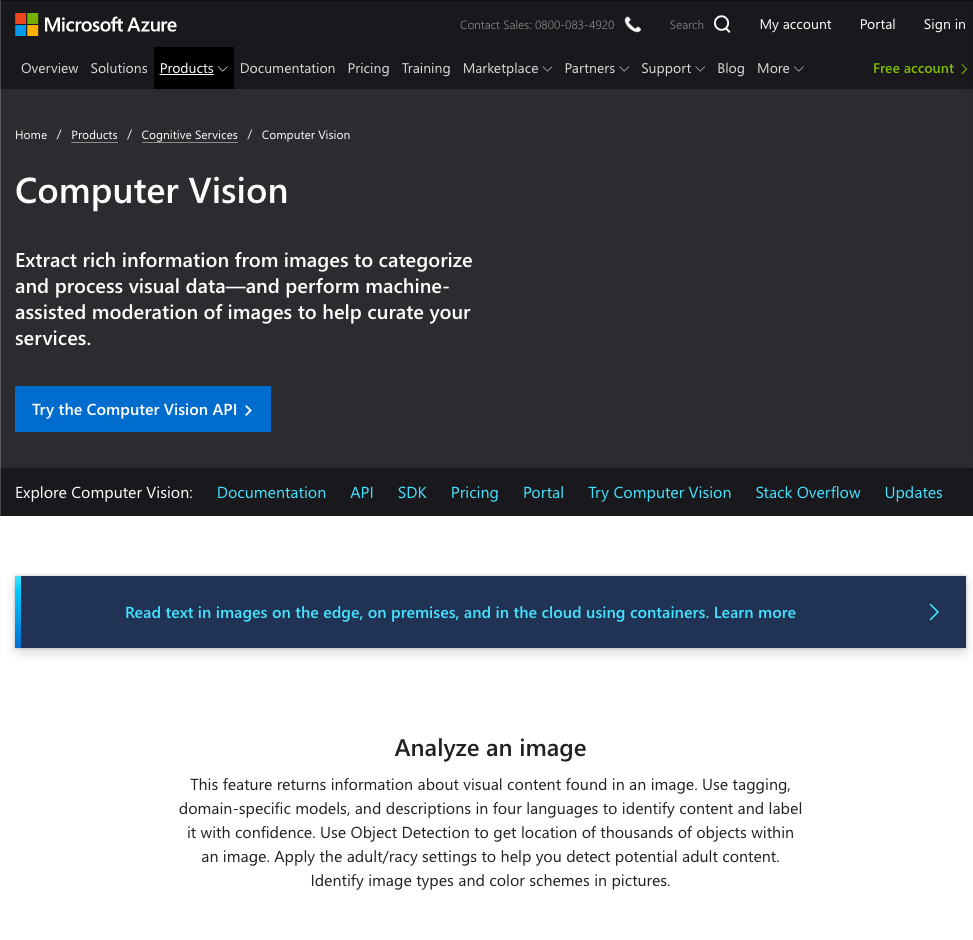 Microsoft Azure
Contact Sales: 0800-083-4920
Search
My account
Portal
Sign in
Overview
Solutions
Products
Documentation
Pricing
Training
Marketplace
Partners
Support
Blog
More
Free account
Home / Products / Cognitive Services / Computer Vision
Computer Vision
Extract rich information from images to categorize
and process visual data—and perform machine-
assisted moderation of images to help curate your
services.
Try the Computer Vision API
Explore Computer Vision:
Documentation
API
SDK
Pricing
Portal
Try Computer Vision
Stack Overflow
Updates
Read text in images on the edge, on premises, and in the cloud using containers. Learn more
Analyze an image
This feature returns information about visual content found in an image. Use tagging,
domain-specific models, and descriptions in four languages to identify content and label
it with confidence. Use Object Detection to get location of thousands of objects within
an image. Apply the adult/racy settings to help you detect potential adult content.
Identify image types and color schemes in pictures.